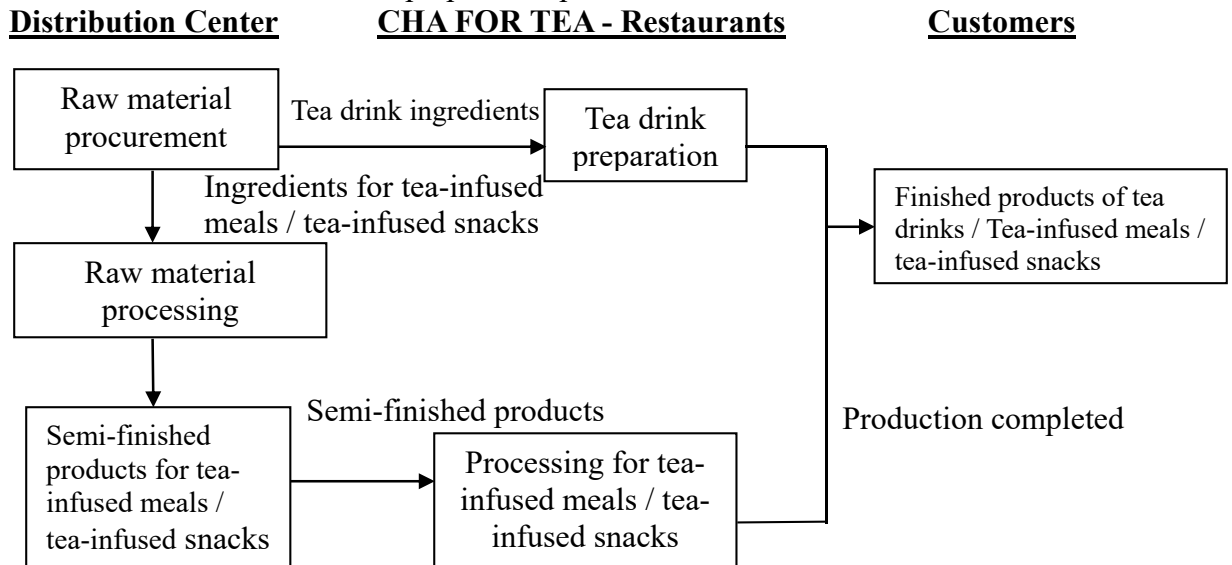 Distribution Center
CHA FOR TEA - Restaurants
Customers
Raw material
procurement
Tea drink ingredients
Tea drink
preparation
Ingredients for tea-infused
meals / tea-infused snacks
Finished products of tea
drinks / Tea-infused meals /
tea-infused snacks
Raw material
processing
Semi-finished products
Production completed
Semi-finished
products for tea-
infused meals /
tea-infused snacks
Processing for tea-
infused meals / tea-
infused snacks